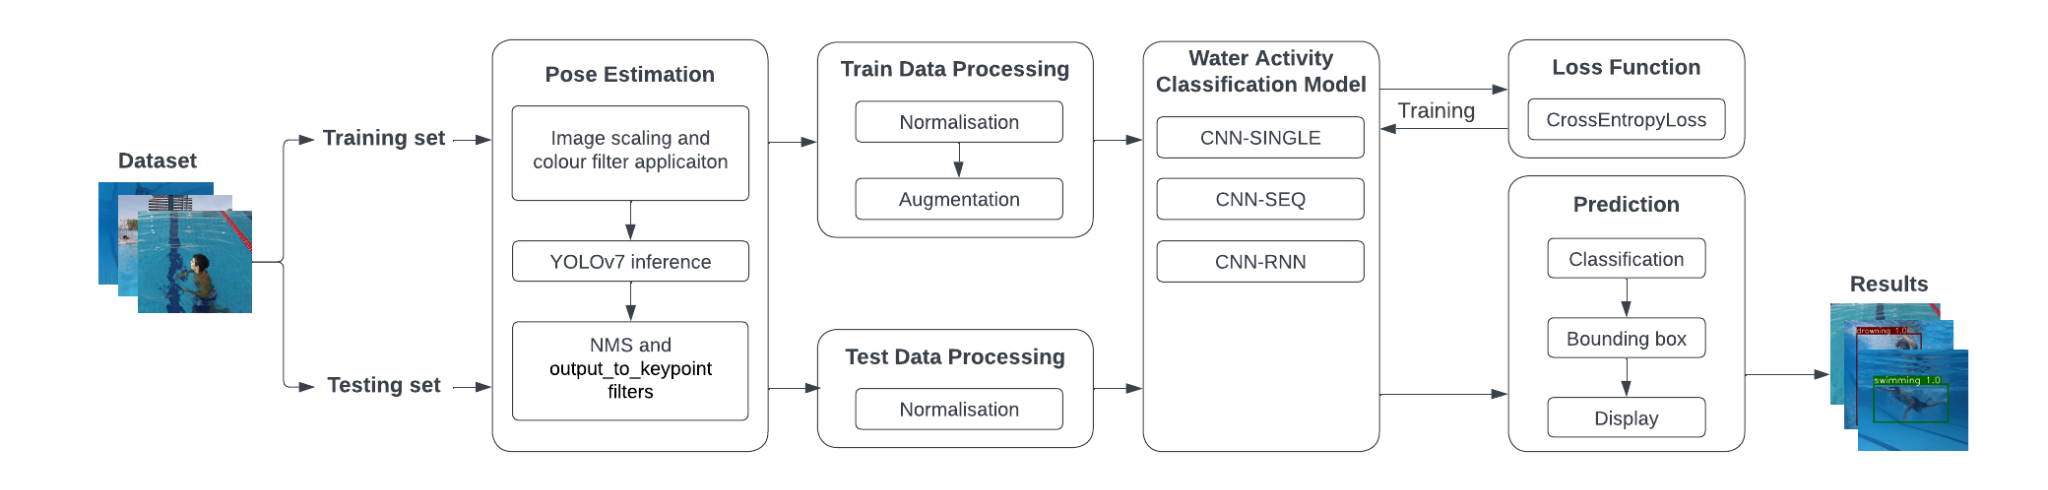 Dataset
Training set
Testing set
Pose Estimation
Image scaling and
colour filter applicaiton
YOLOv7 inference
NMS and
output_to_keypoint
filters
Train Data Processing
Normalisation
Augmentation
Test Data Processing
Normalisation
Water Activity
Classification Model
CNN-SINGLE
CNN-SEQ
CNN-RNN
Training
Loss Function
CrossEntropyLoss
Prediction
Classification
Bounding box
Display
Results
drowning 1.0
swimming 1.0